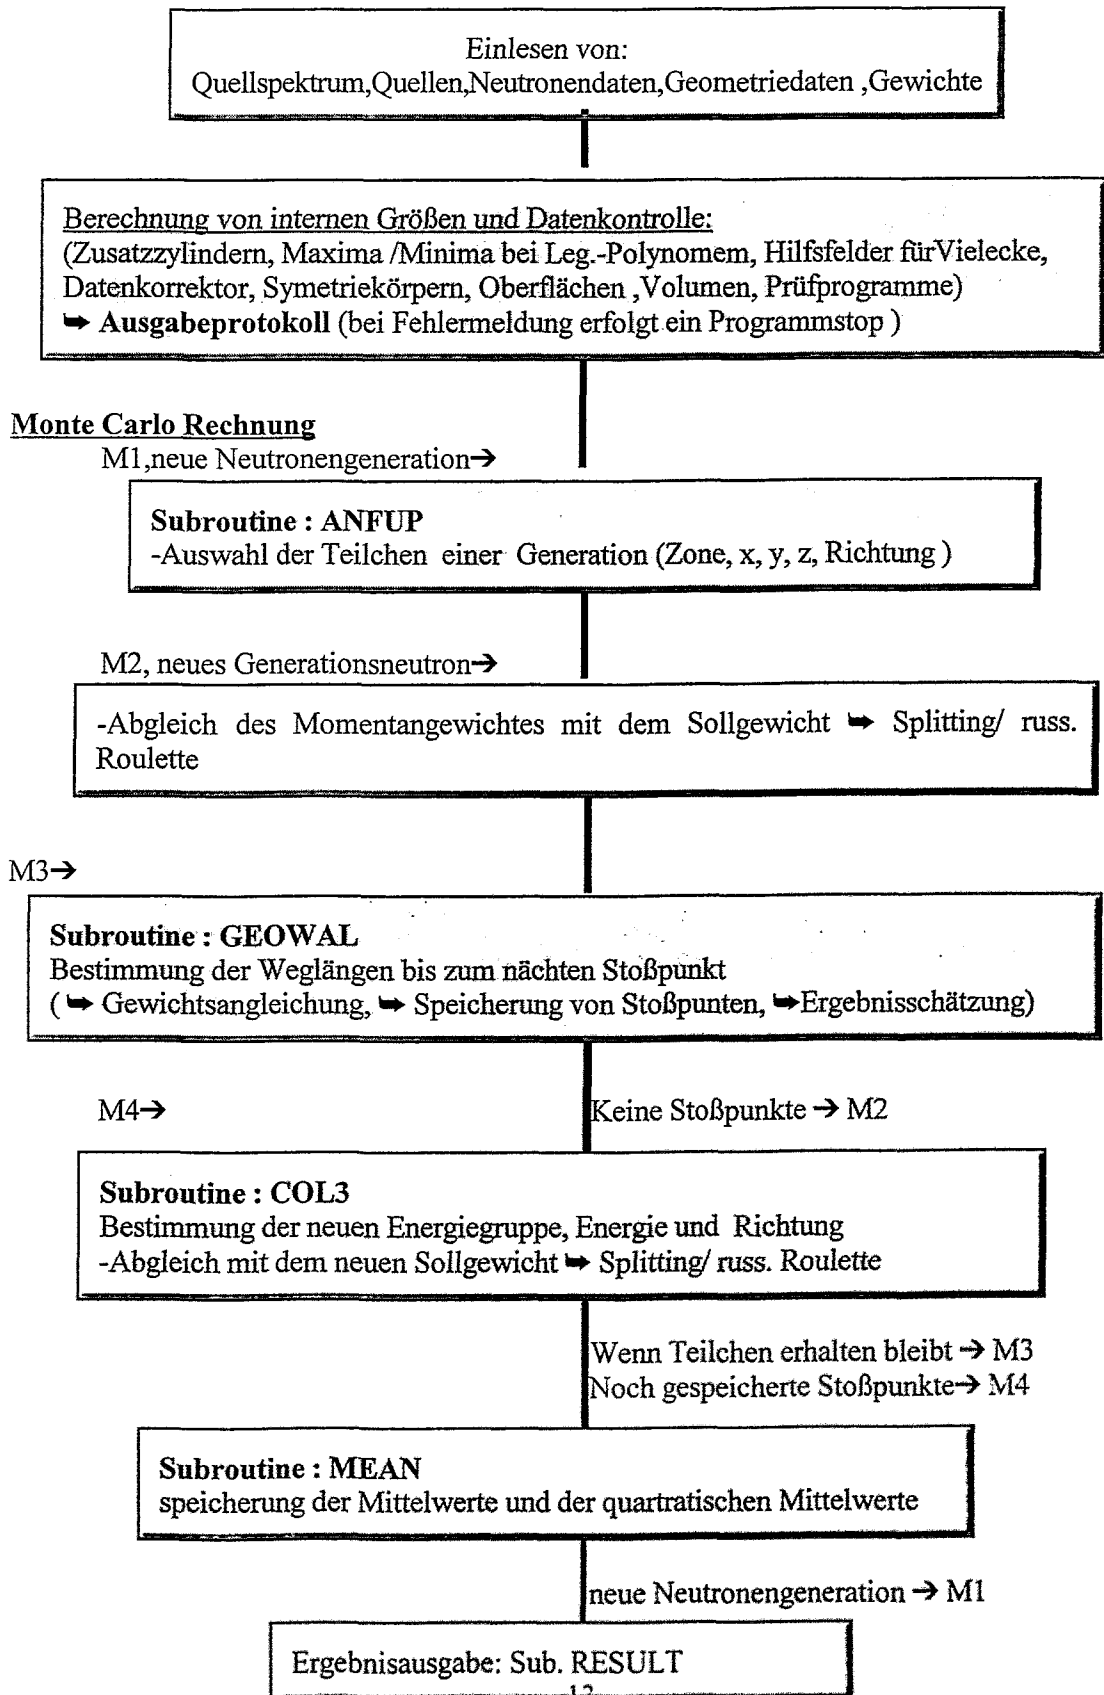 Einlesen von:
Quellspektrum,Quellen,Neutronendaten,Geometriedaten ,Gewichte
Berechnung von internen Größen und Datenkontrolle:
(Zusatzzylindern, Maxima /Minima bei Leg.-Polynomem, Hilfsfelder fürVielecke,
Datenkorrektor, Symetriekörpern, Oberflächen ,Volumen, Prüfprogramme)
➥ Ausgabeprotokoll (bei Fehlermeldung erfolgt ein Programmstop )
Monte Carlo Rechnung
M1,neue Neutronengeneration→
Subroutine : ANFUP
-Auswahl der Teilchen einer Generation (Zone, x, y, z, Richtung )
M2, neues Generationsneutron→
-Abgleich des Momentangewichtes mit dem Sollgewicht ➥ Splitting/ russ.
Roulette
M3→
Subroutine : GEOWAL
Bestimmung der Weglängen bis zum nächten Stoßpunkt
( ➥ Gewichtsangleichung, ➥ Speicherung von Stoßpunten, ➥Ergebnisschätzung)
M4→
Keine Stoßpunkte → M2
Subroutine : COL3
Bestimmung der neuen Energiegruppe, Energie und Richtung
-Abgleich mit dem neuen Sollgewicht ➥ Splitting/ russ. Roulette
Wenn Teilchen erhalten bleibt → M3
Noch gespeicherte Stoßpunkte→ M4
Subroutine : MEAN
speicherung der Mittelwerte und der quartratischen Mittelwerte
neue Neutronengeneration → M1
Ergebnisausgabe: Sub. RESULT